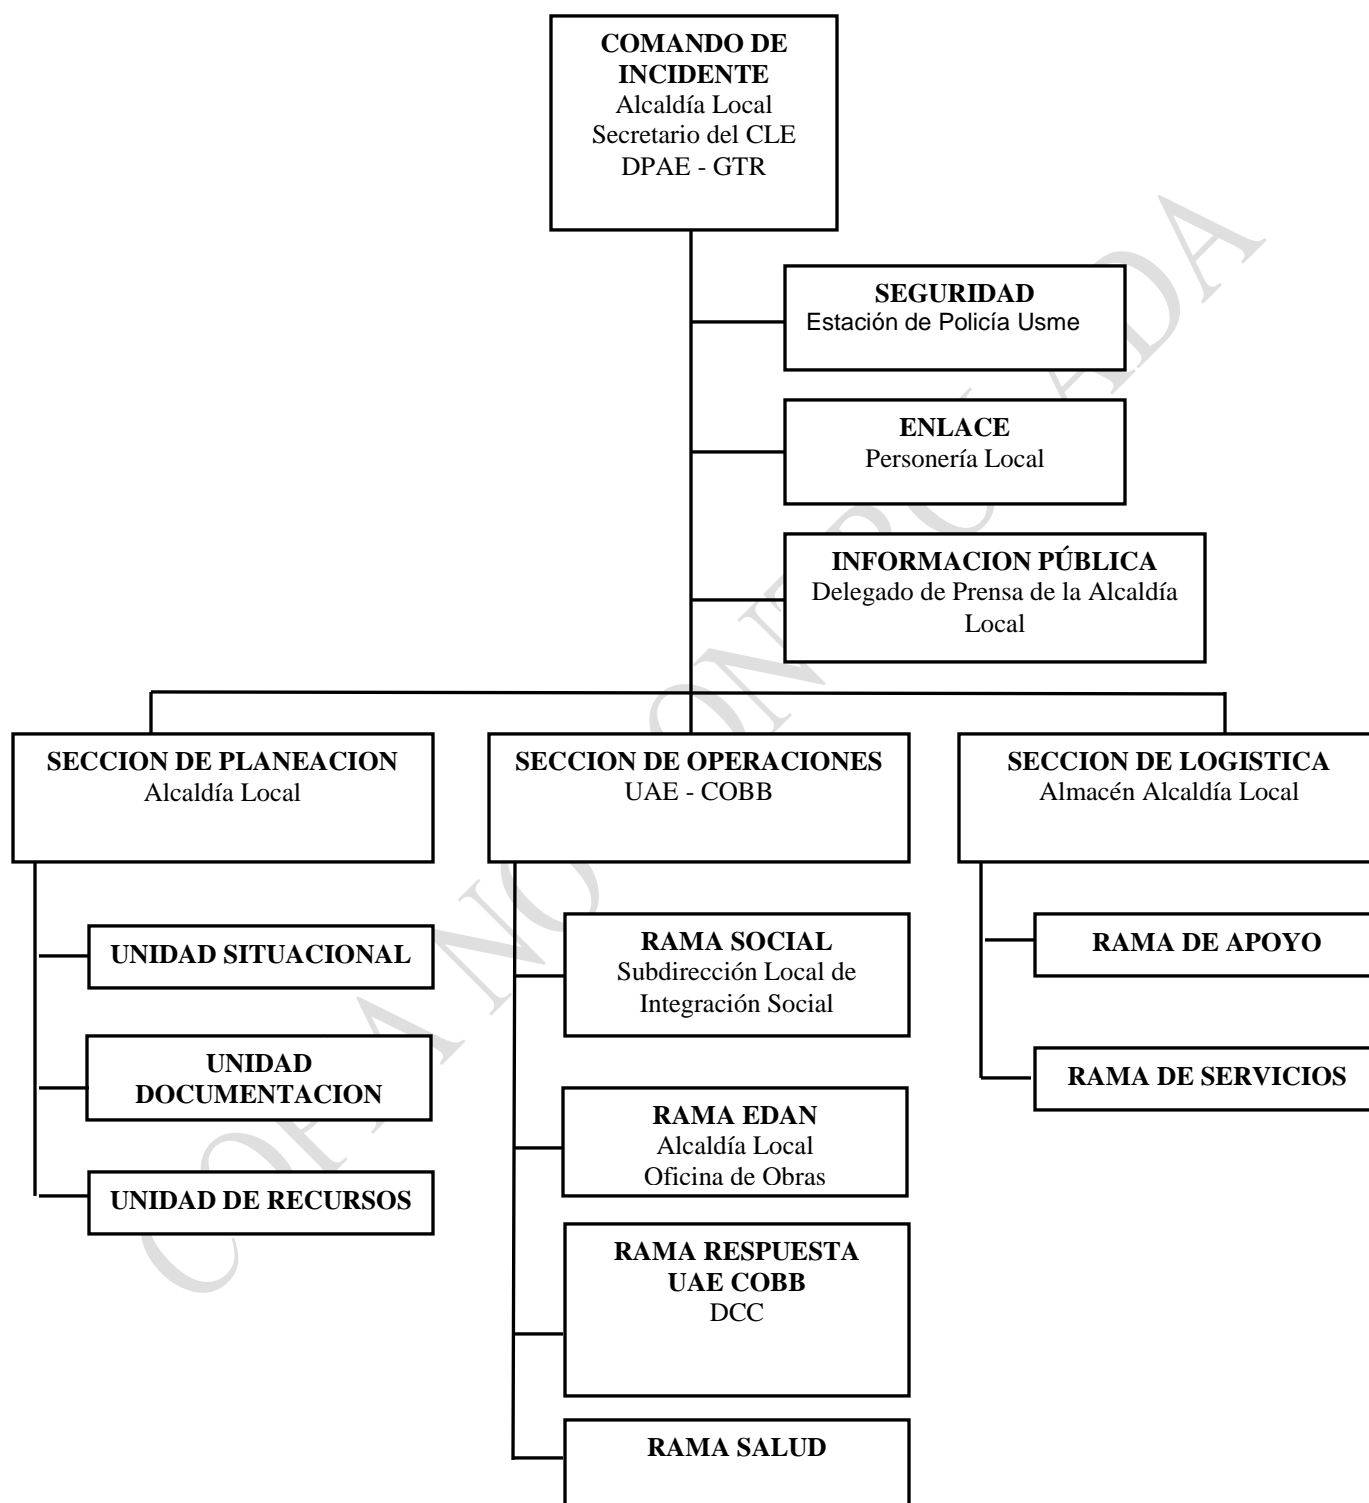 COMANDO DE
INCIDENTE
Alcaldía Local
Secretario del CLE
DPAE - GTR
SEGURIDAD
Estación de Policía Usme
ENLACE
Personería Local
INFORMACION PÚBLICA
Delegado de Prensa de la Alcaldía
Local
SECCION DE PLANEACION
Alcaldía Local
SECCION DE OPERACIONES
UAE - COBB
SECCION DE LOGISTICA
Almacén Alcaldía Local
UNIDAD SITUACIONAL
UNIDAD
DOCUMENTACION
UNIDAD DE RECURSOS
RAMA SOCIAL
Subdirección Local de
Integración Social
RAMA EDAN
Alcaldía Local
Oficina de Obras
RAMA RESPUESTA
UAE COBB
DCC
RAMA SALUD
RAMA DE APOYO
RAMA DE SERVICIOS